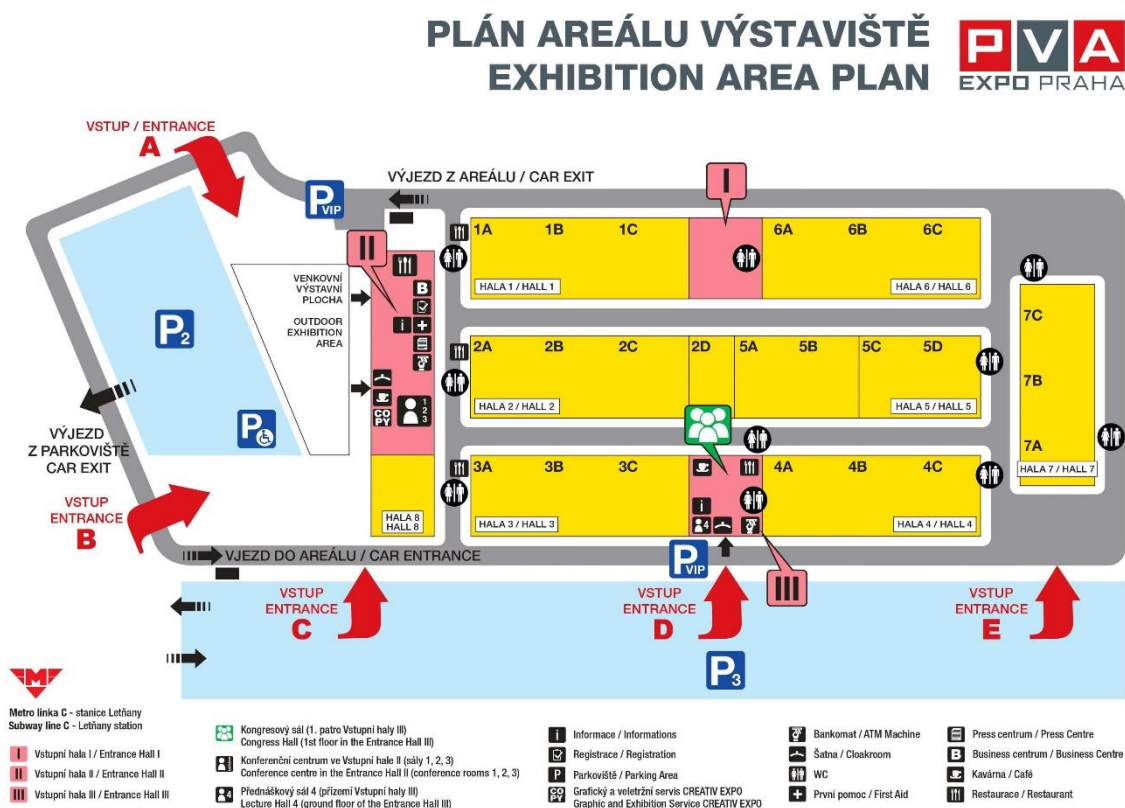 PLÁN AREÁLU VÝSTAVIŠTĚ
EXHIBITION AREA PLAN
PVA
EXPO PRAHA
VSTUP / ENTRANCE
A
VÝJEZD Z AREÁLU / CAR EXIT
P VIP
I
II
1A 1B 1C
6A 6B 6C
HALA 1 / HALL 1
HALA 6 / HALL 6
VENKOVNÍ
VÝSTAVNÍ
PLOCHA
OUTDOOR
EXHIBITION
AREA
B
i
COPY
1
2
3
P2
P
7C
7B
7A
HALA 7 / HALL 7
2A 2B 2C 2D 5A 5B 5C 5D
HALA 2 / HALL 2
HALA 5 / HALL 5
VÝJEZD
Z PARKOVIŠTĚ
CAR EXIT
3A 3B 3C
4A 4B 4C
i
4
HALA 3 / HALL 3
HALA 4 / HALL 4
HALA 8
HALL 8
VSTUP
ENTRANCE
B
VJEZD DO AREÁLU / CAR ENTRANCE
P VIP
III
VSTUP
ENTRANCE
C
VSTUP
ENTRANCE
D
VSTUP
ENTRANCE
E
P3
M
Metro linka C - stanice Letňany
Subway line C - Letňany station
I Vstupní hala I / Entrance Hall I
II Vstupní hala II / Entrance Hall II
III Vstupní hala III / Entrance Hall III
Kongresový sál (1. patro Vstupní haly III)
Congress Hall (1st floor in the Entrance Hall III)
Konferenční centrum ve Vstupní hale II (sály 1, 2, 3)
Conference centre in the Entrance Hall II (conference rooms 1, 2, 3)
4 Přednáškový sál 4 (přízemí Vstupní haly III)
Lecture Hall 4 (ground floor of the Entrance Hall III)
i Informace / Informations
Registrace / Registration
P Parkoviště / Parking Area
COPY Grafický a veletržní servis CREATIV EXPO
Graphic and Exhibition Service CREATIV EXPO
Bankomat / ATM Machine
Šatna / Cloakroom
WC
První pomoc / First Aid
Press centrum / Press Centre
B Business centrum / Business Centre
Kavárna / Café
Restaurace / Restaurant